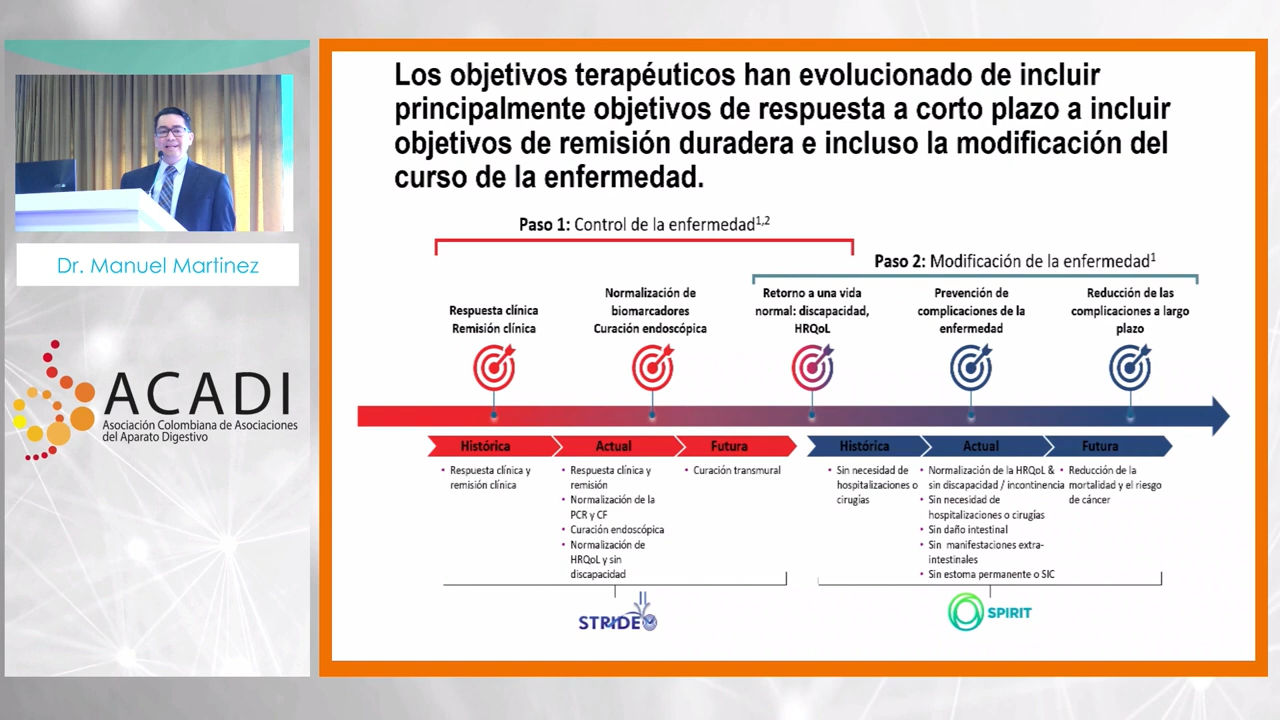 Los objetivos terapéuticos han evolucionado de incluir
principalmente objetivos de respuesta a corto plazo a incluir
objetivos de remisión duradera e incluso la modificación del
curso de la enfermedad.
Dr. Manuel Martinez
ACADI
Asociación Colombiana de Asociaciones
del Aparato Digestivo
Paso 1: Control de la enfermedad1,2
Paso 2: Modificación de la enfermedad1
Respuesta clínica
Remisión clínica
Normalización de
biomarcadores
Curación endoscópica
Retorno a una vida
normal: discapacidad,
HRQoL
Prevención de
complicaciones de la
enfermedad
Reducción de las
complicaciones a largo
plazo
Histórica
Actual
Futura
Histórica
Actual
Futura
• Respuesta clínica y
remisión clínica
• Respuesta clínica y
remisión
• Normalización de la
PCR y CF
• Curación endoscópica
• Normalización de
HRQoL y sin
discapacidad
• Curación transmural
• Sin necesidad de
hospitalizaciones o
cirugías
• Normalización de la HRQoL &
sin discapacidad / incontinencia
• Sin necesidad de
hospitalizaciones o cirugías
• Sin daño intestinal
• Sin manifestaciones extra-
intestinales
• Sin estoma permanente o SIC
• Reducción de la
mortalidad y el riesgo
de cáncer
STRIDE
SPIRIT